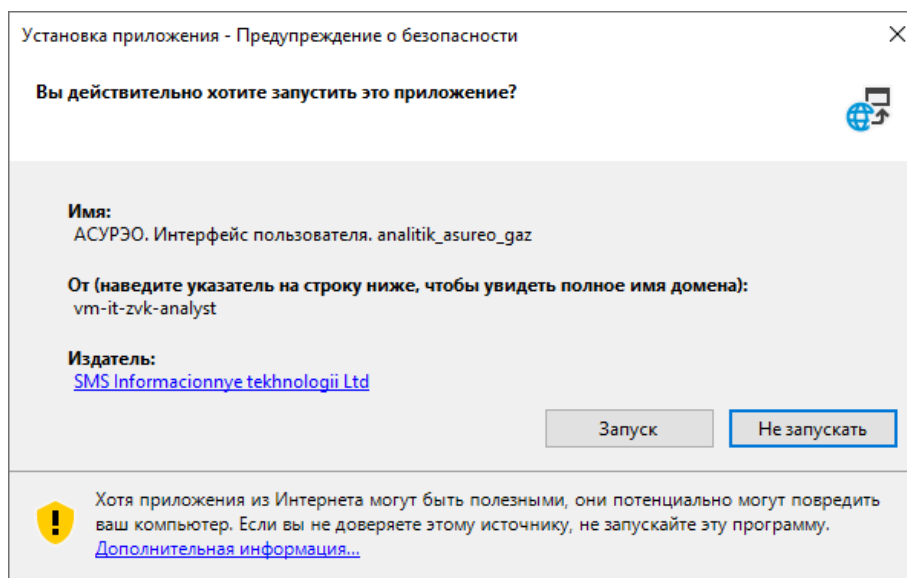 Установка приложения - Предупреждение о безопасности
Вы действительно хотите запустить это приложение?
Имя:
АСУРЭО. Интерфейс пользователя. analitik_asureo_gaz
От (наведите указатель на строку ниже, чтобы увидеть полное имя домена):
vm-it-zvk-analyst
Издатель:
SMS Informacionnye tekhnologii Ltd
Запуск
Не запускать
Хотя приложения из Интернета могут быть полезными, они потенциально могут повредить
ваш компьютер. Если вы не доверяете этому источнику, не запускайте эту программу.
Дополнительная информация...